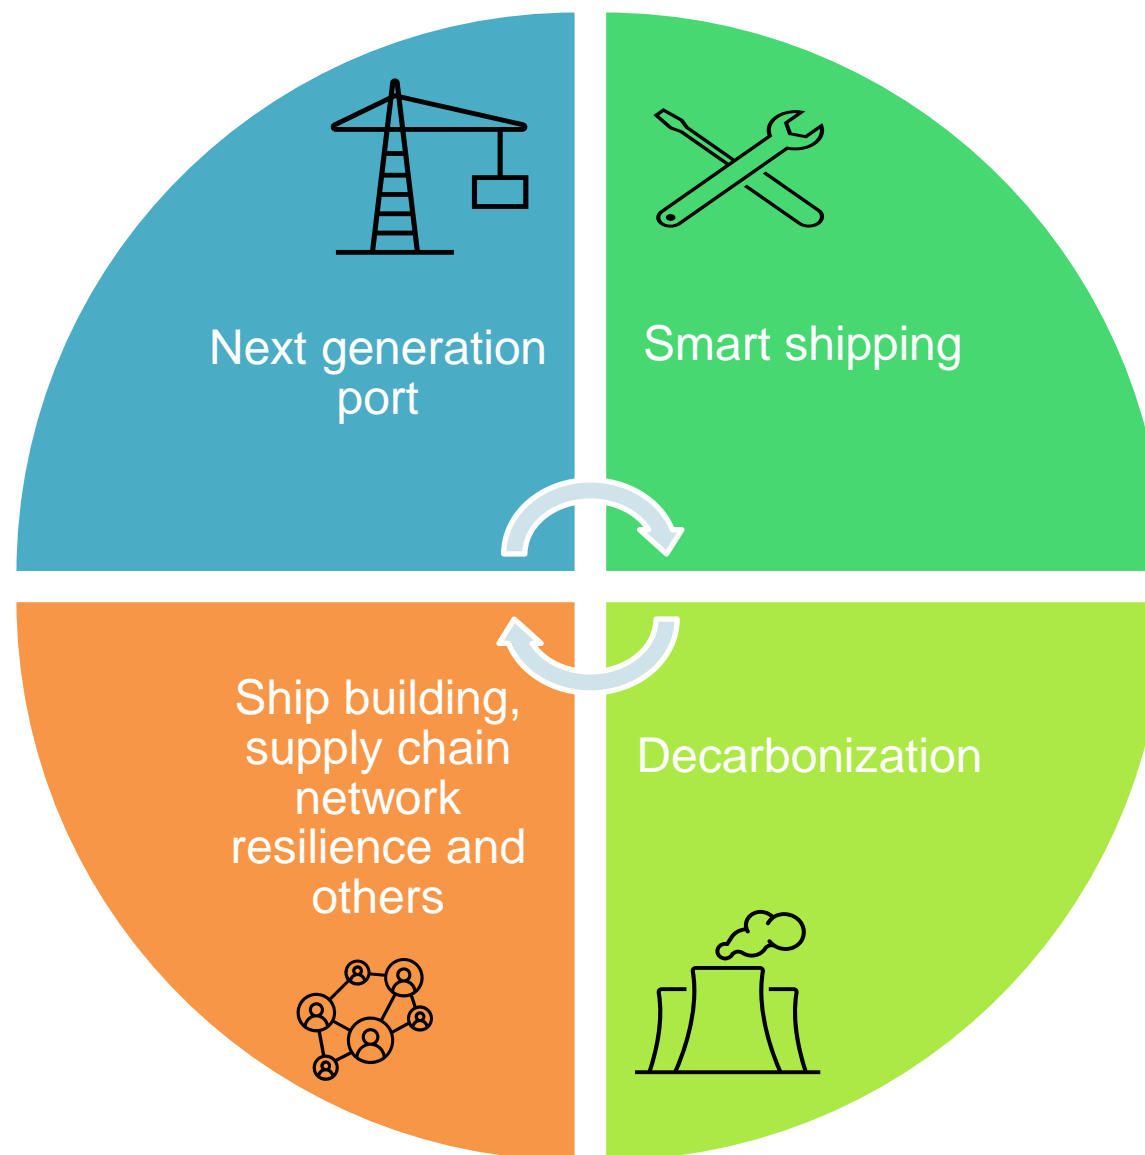 Next generation
port
Smart shipping
Ship building,
supply chain
network
resilience and
others
Decarbonization